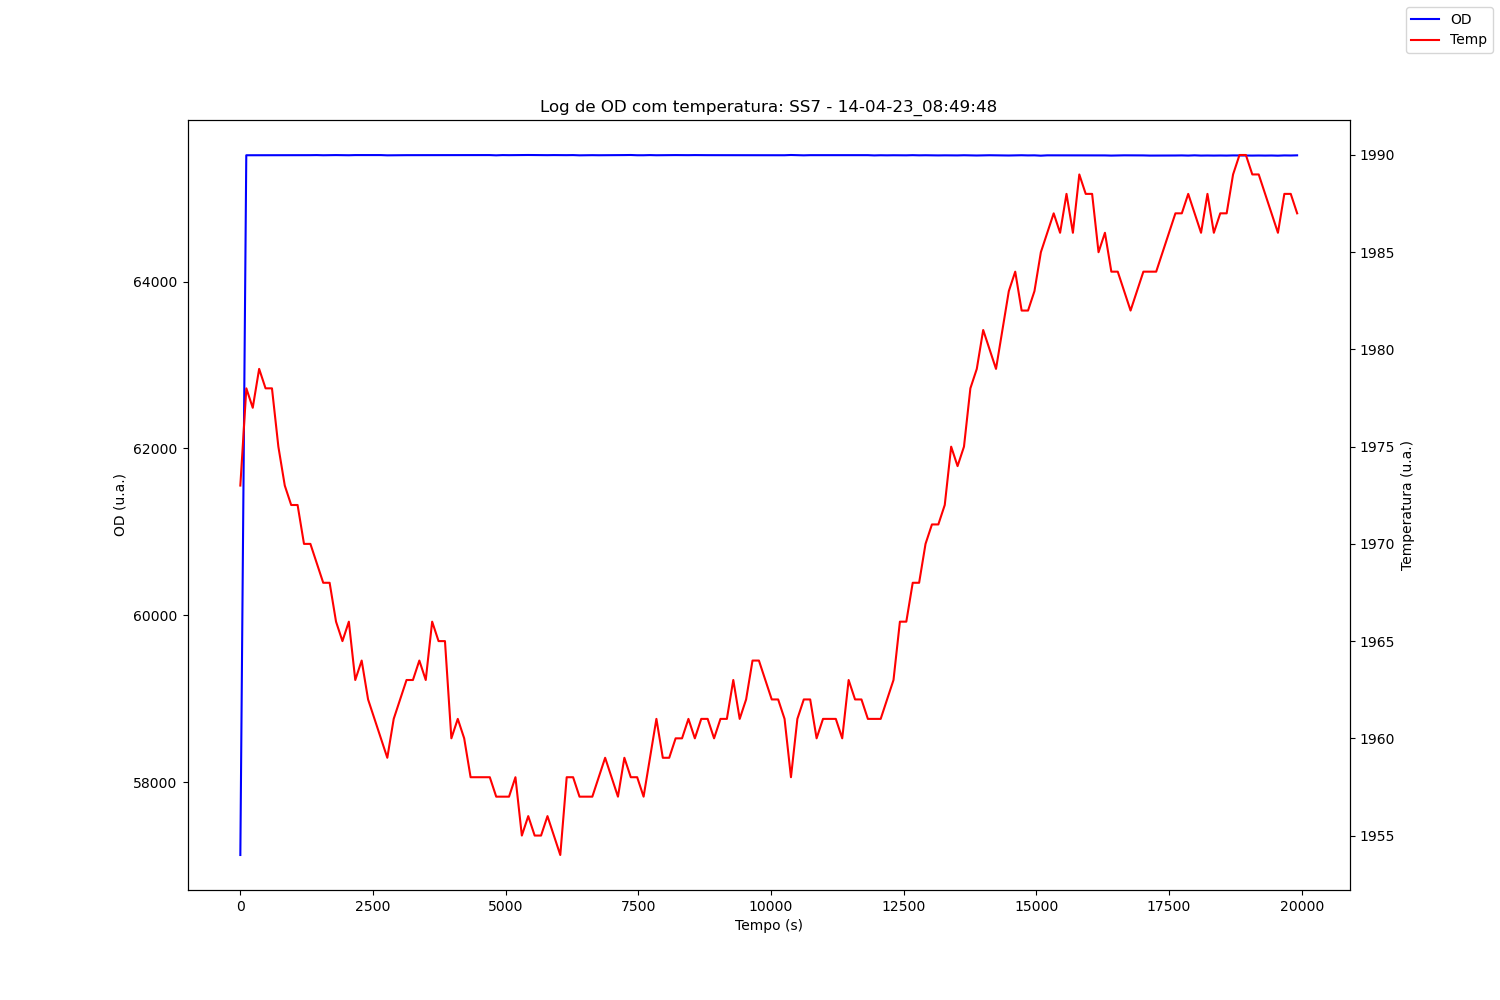 OD
Temp
Log de OD com temperatura: SS7 - 14-04-23_08:49:48
64000
62000
60000
58000
OD (u.a.)
1990
1985
1980
1975
1970
1965
1960
1955
Temperatura (u.a.)
0 2500 5000 7500 10000 12500 15000 17500 20000
Tempo (s)